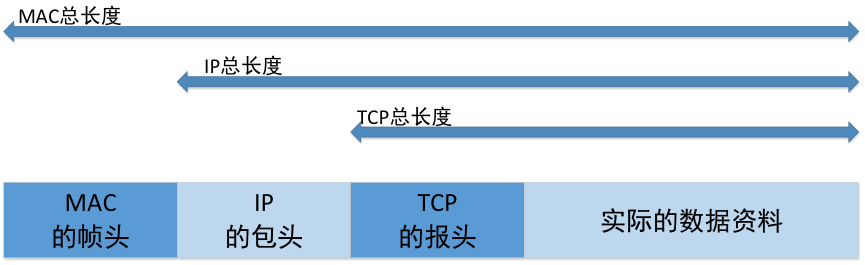 MAC总长度
IP总长度
TCP总长度
MAC
的帧头
IP
的包头
TCP
的报头
实际的数据资料